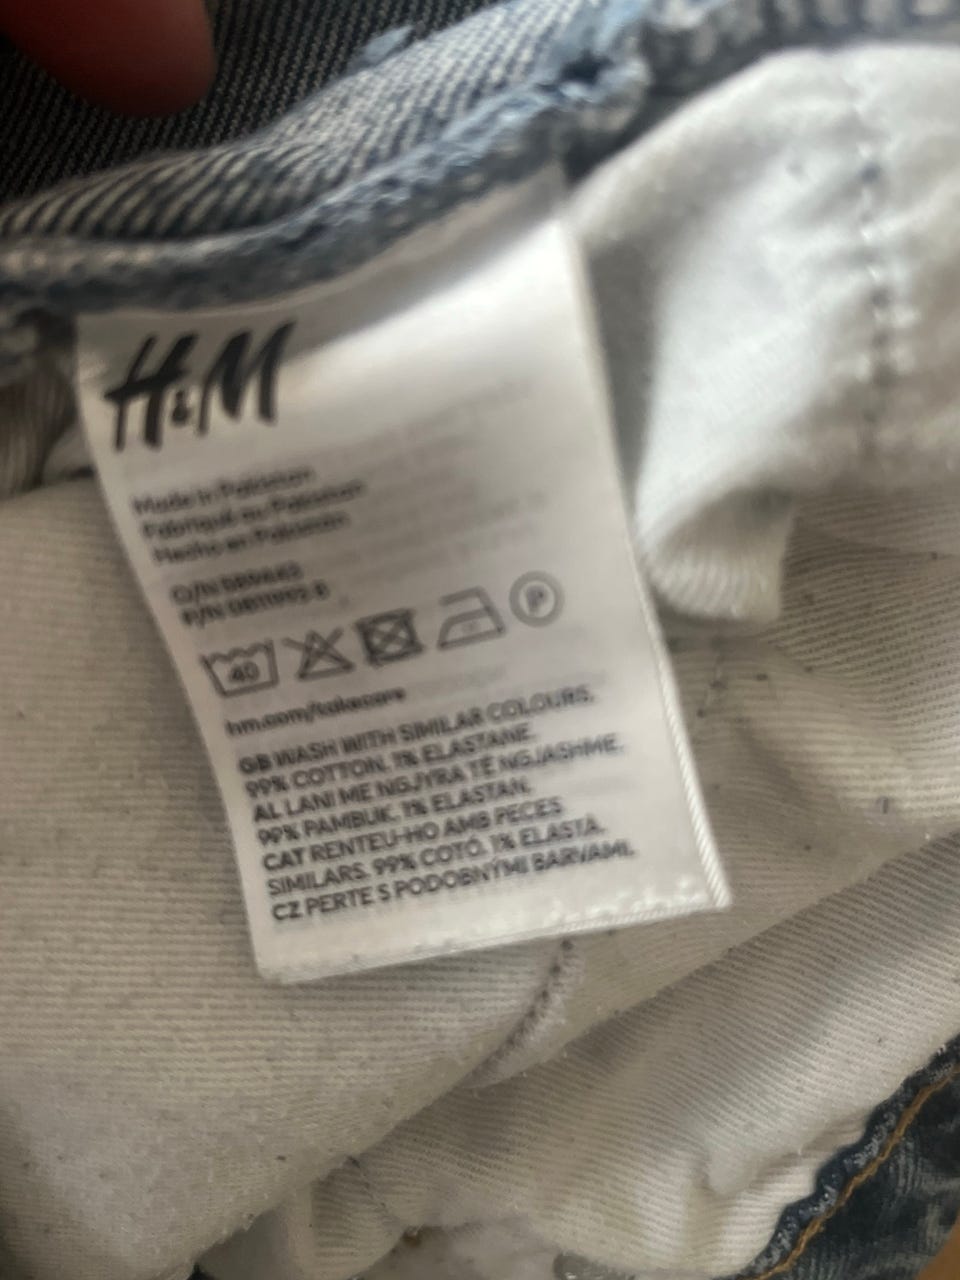 H&M
Made in Pakistan
Fabriqué au Pakistan
Hecho en Pakistan
O/N
P/N
40
P
hm.com/takecare
GB WASH WITH SIMILAR COLOURS.
99% COTTON. 1% ELASTANE.
AL LANI ME NGJYRA TË NGJASHME.
99% PAMBUK. 1% ELASTAN.
CAT RENTEU-HO AMB PECES
SIMILARS. 99% COTÓ. 1% ELASTÀ.
CZ PERTE S PODOBNÝMI BARVAMI.